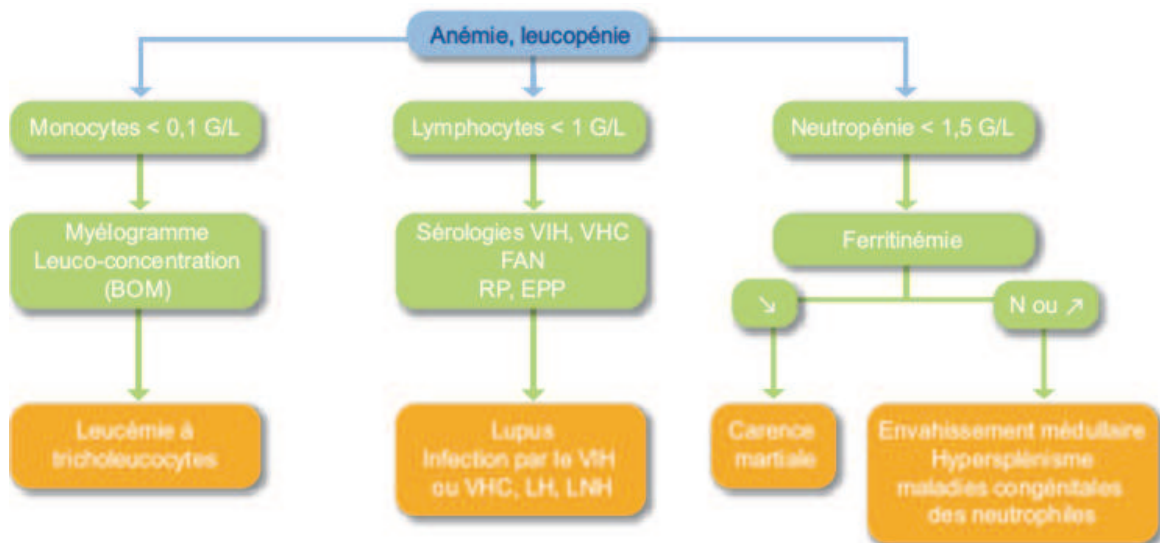 Anémie, leucopénie
Monocytes < 0,1 G/L
Lymphocytes < 1 G/L
Neutropénie < 1,5 G/L
Myélogramme
Leuco-concentration
(BOM)
Sérologies VIH, VHC
FAN
RP, EPP
Ferritinémie
↘
N ou ↗
Leucémie à
tricholeucocytes
Lupus
Infection par le VIH
ou VHC, LH, LNH
Carence
martiale
Envahissement médullaire
Hypersplénisme
maladies congénitales
des neutrophiles